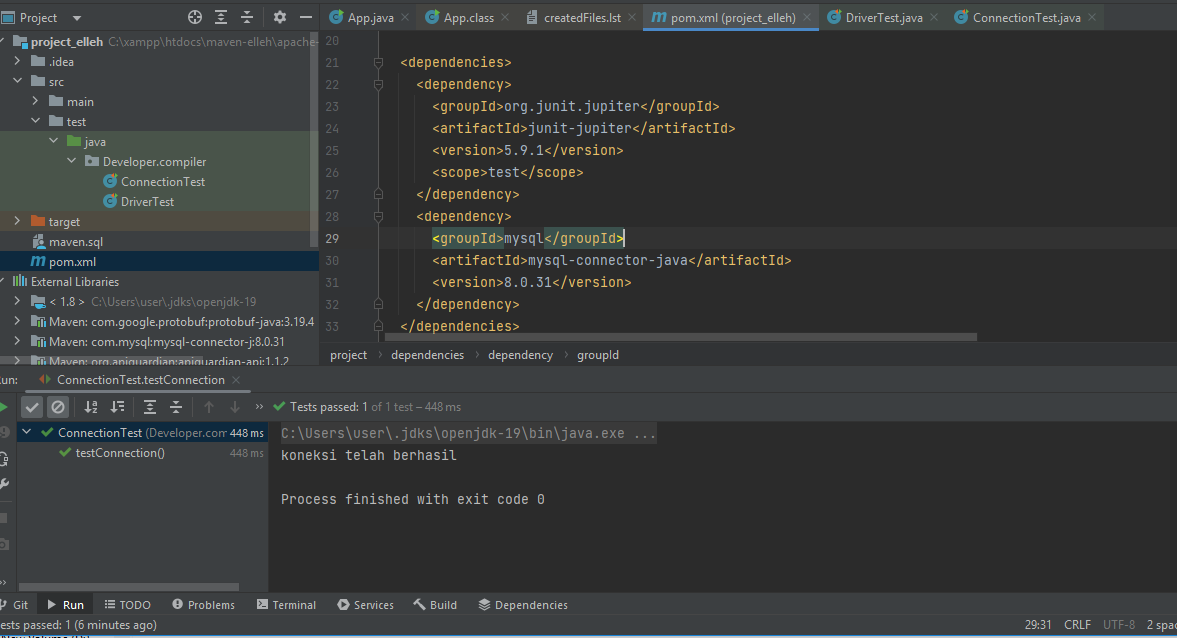 Project
App.java
App.class
createdFiles.lst
pom.xml (project_elleh)
DriverTest.java
ConnectionTest.java
project_elleh C:\xampp\htdocs\maven-elleh\apache-
.idea
src
main
test
java
Developer.compiler
ConnectionTest
DriverTest
target
maven.sql
pom.xml
External Libraries
< 1.8 > C:\Users\user\.jdks\openjdk-19
Maven: com.google.protobuf:protobuf-java:3.19.4
Maven: com.mysql:mysql-connector-j:8.0.31
Maven: org.apiguardian:apiguardian-api:1.1.2
20
21 <dependencies>
22 <dependency>
23 <groupId>org.junit.jupiter</groupId>
24 <artifactId>junit-jupiter</artifactId>
25 <version>5.9.1</version>
26 <scope>test</scope>
27 </dependency>
28 <dependency>
29 <groupId>mysql</groupId>
30 <artifactId>mysql-connector-java</artifactId>
31 <version>8.0.31</version>
32 </dependency>
33 </dependencies>
project › dependencies › dependency › groupId
un: ConnectionTest.testConnection
Tests passed: 1 of 1 test – 448 ms
ConnectionTest (Developer.com 448 ms
testConnection() 448 ms
C:\Users\user\.jdks\openjdk-19\bin\java.exe ...
koneksi telah berhasil
Process finished with exit code 0
Git
Run
TODO
Problems
Terminal
Services
Build
Dependencies
ests passed: 1 (6 minutes ago)
29:31 CRLF UTF-8 2 spac